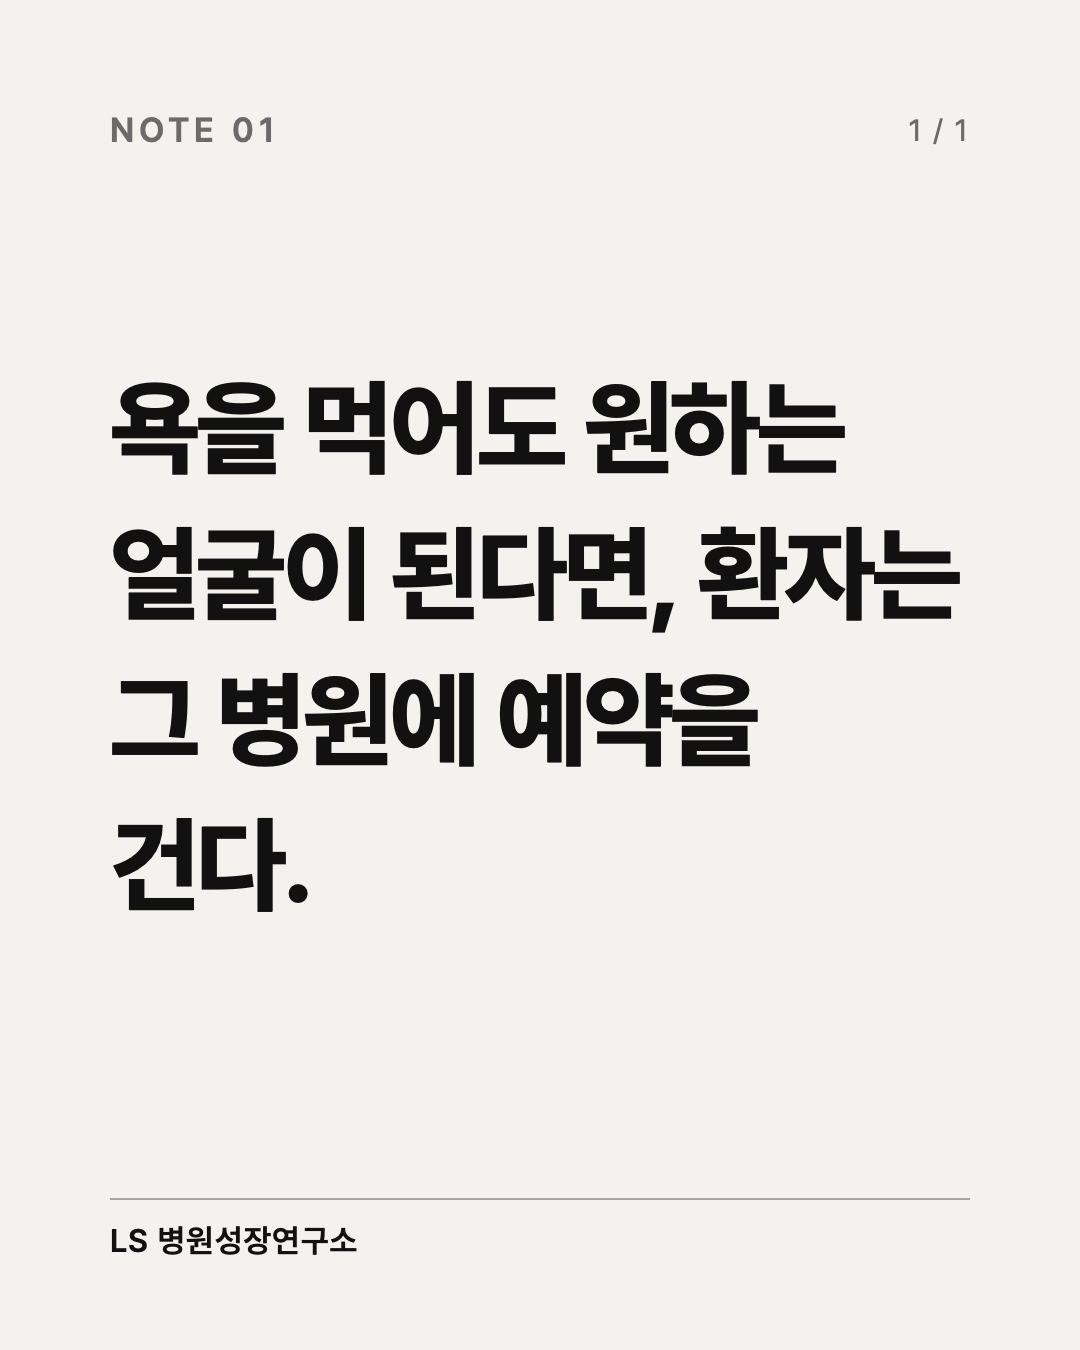 NOTE 01
1 / 1
욕을 먹어도 원하는
얼굴이 된다면, 환자는
그 병원에 예약을
건다.
LS 병원성장연구소